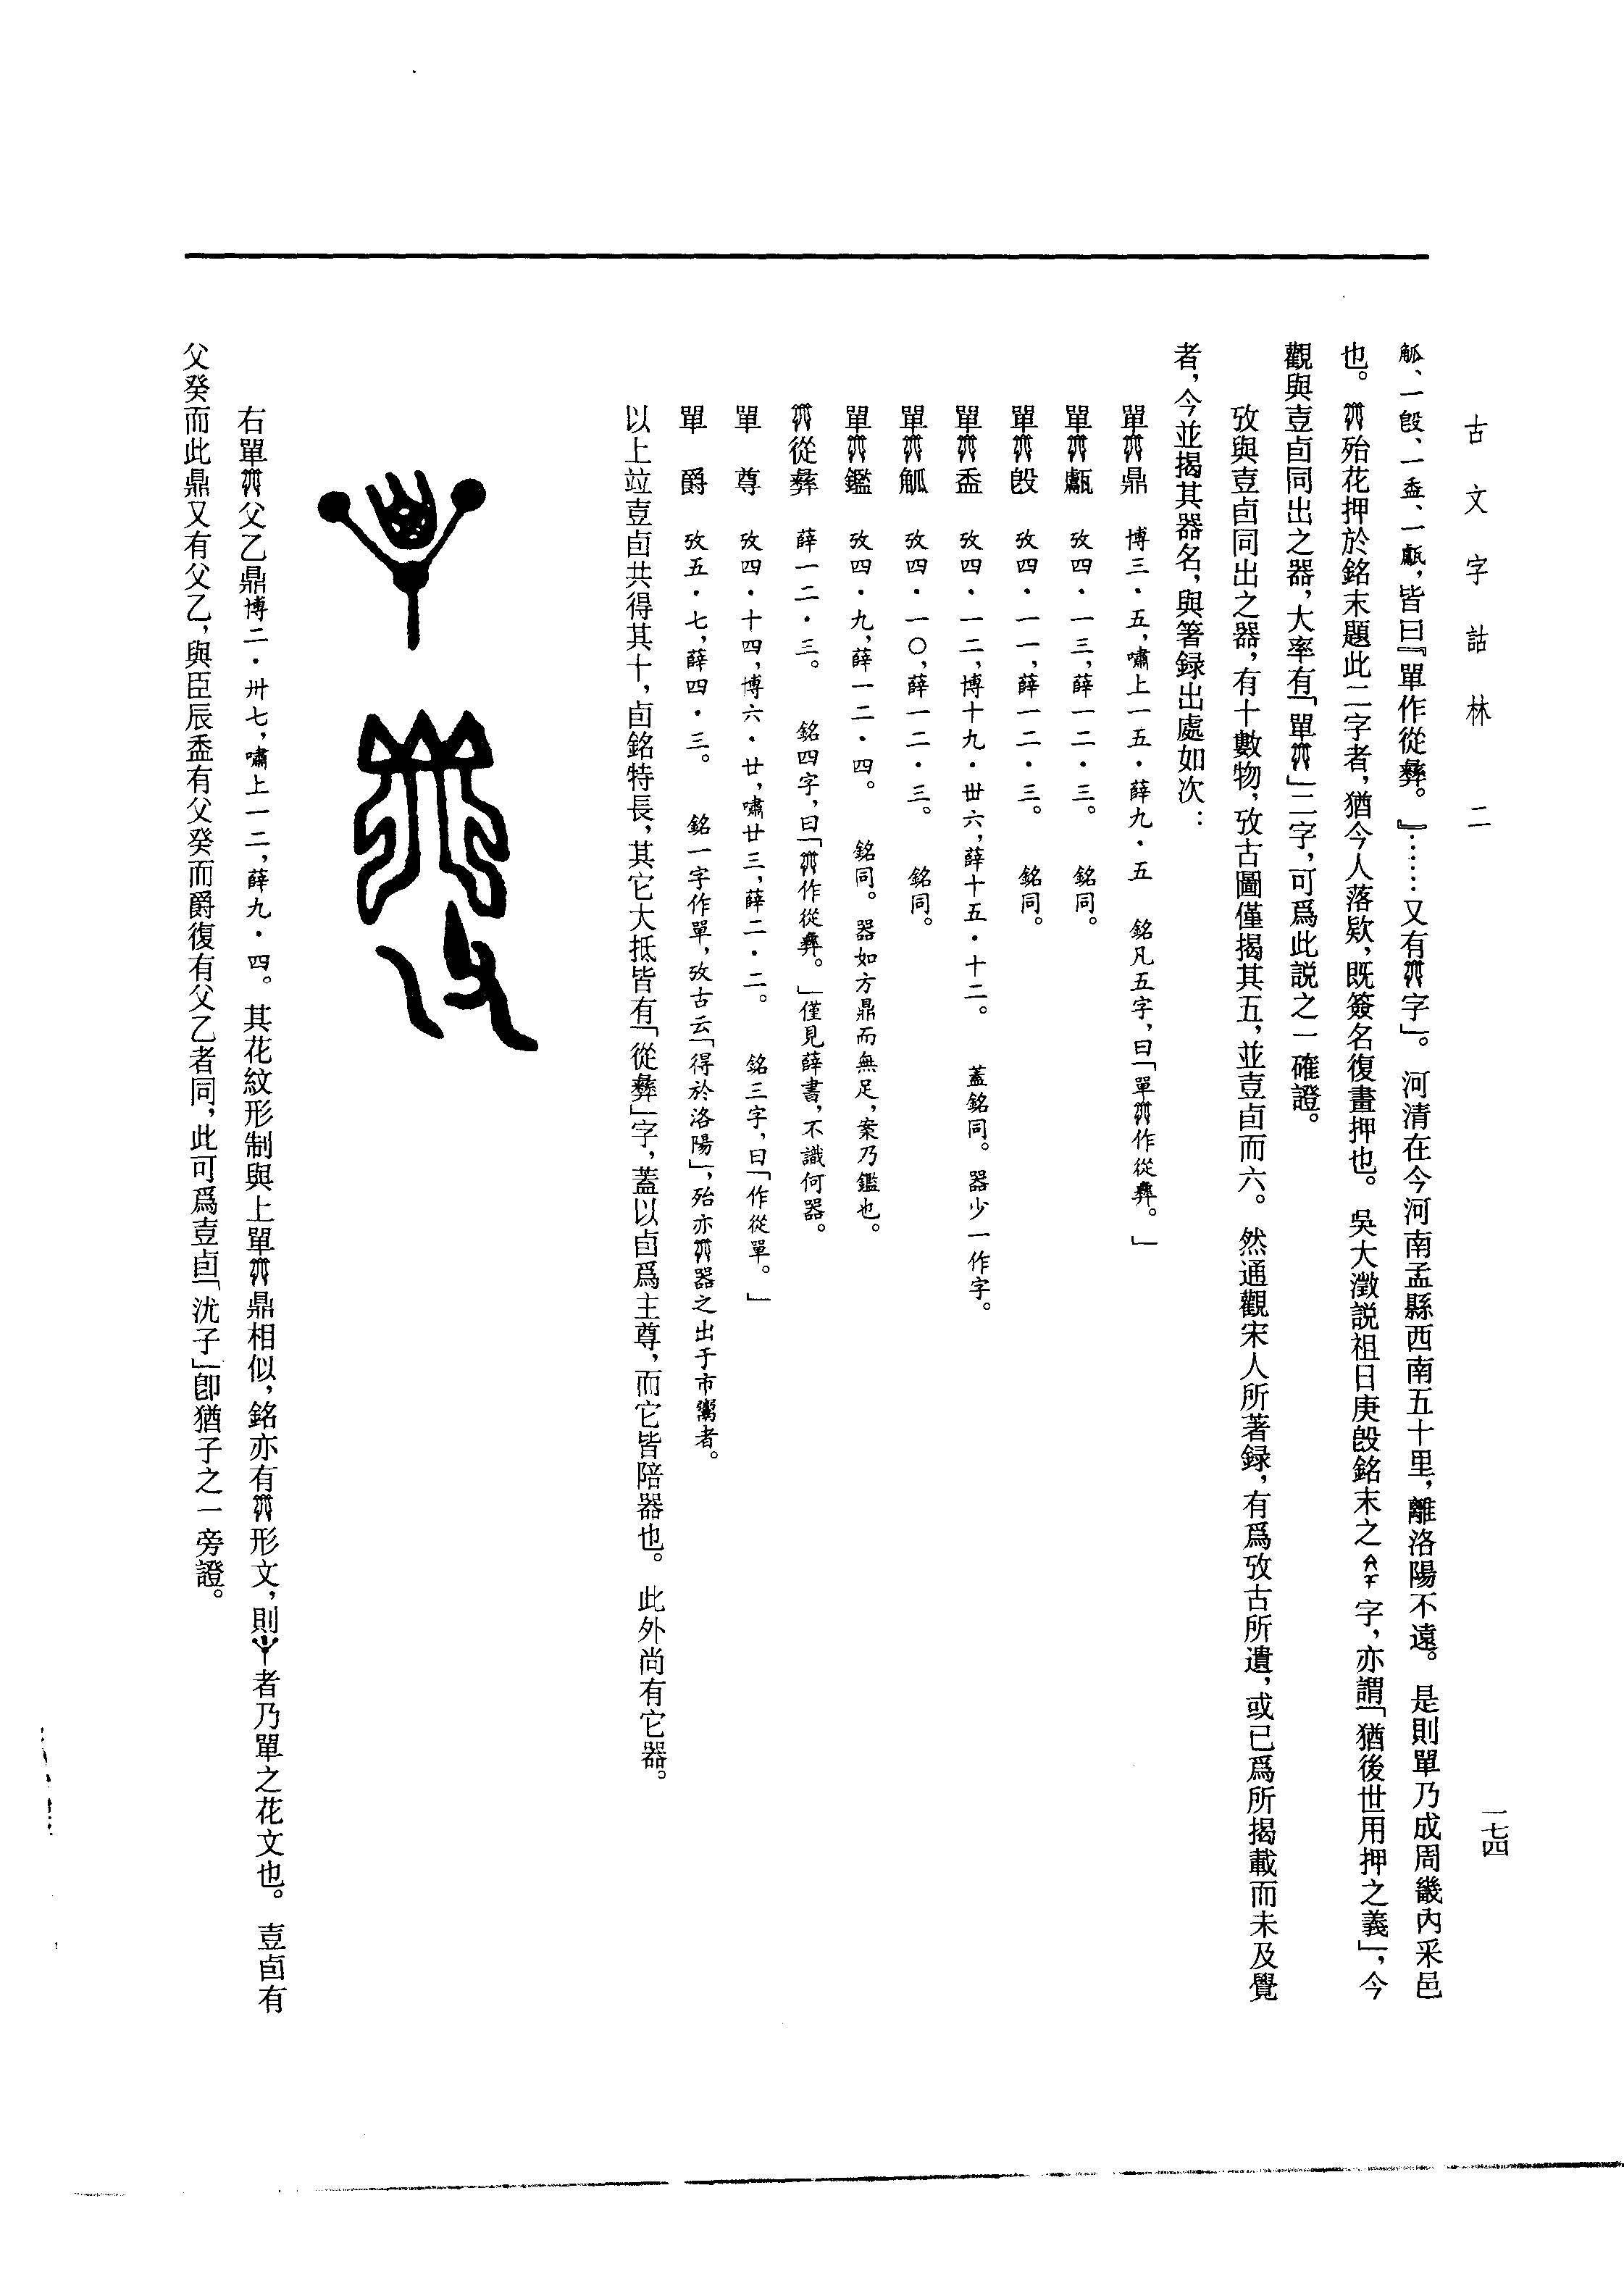 古文字詁林 二
一七四
觚、一𣪘、一盉、一甗，皆曰『單作從彝。』……又有字」。河清在今河南孟縣西南五十里，離洛陽不遠。是則單乃成周畿內采邑
也。殆花押於銘末題此二字者，猶今人落欵，既簽名復畫押也。吳大澂説祖日庚𣪘銘末之字，亦謂「猶後世用押之義」，今
觀與壴卣同出之器，大率有「單」二字，可爲此説之一確證。
攷與壴卣同出之器，有十數物，攷古圖僅揭其五，並壴卣而六。然通觀宋人所著録，有爲攷古所遺，或已爲所揭載而未及覺
者，今並揭其器名，與箸録出處如次：
單鼎 博三・五，嘯上一五・薛九・五 銘凡五字，曰「單作從彝。」
單甗 攷四・一三，薛一二・三。 銘同。
單𣪘 攷四・一一，薛一二・三。 銘同。
單盉 攷四・一二，博十九・卅六，薛十五・十二。 蓋銘同。器少一作字。
單觚 攷四・一〇，薛一二・三。 銘同。
單鑑 攷四・九，薛一二・四。 銘同。器如方鼎而無足，案乃鑑也。
從彝 薛一二・三。 銘四字，曰「作從彝。」僅見薛書，不識何器。
單尊 攷四・十四，博六・廿，嘯廿三，薛二・二。 銘三字，曰「作從單。」
單爵 攷五・七，薛四・三。 銘一字作單，攷古云「得於洛陽」，殆亦器之出于市鬻者。
以上竝壴卣共得其十，卣銘特長，其它大抵皆有「從彝」字，蓋以卣爲主尊，而它皆陪器也。此外尚有它器。
右單父乙鼎博二・卅七，嘯上一二，薛九・四。其花紋形制與上單鼎相似，銘亦有形文，則者乃單之花文也。壴卣有
父癸而此鼎又有父乙，與臣辰盉有父癸而爵復有父乙者同，此可爲壴卣「沈子」卽猶子之一旁證。